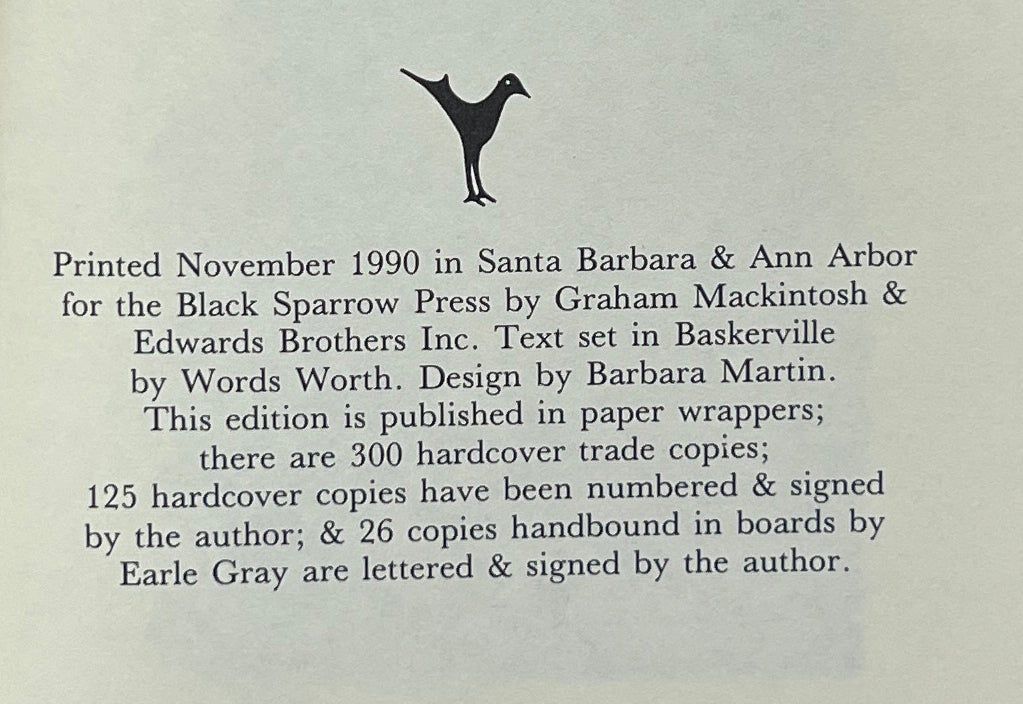 Printed November 1990 in Santa Barbara & Ann Arbor
for the Black Sparrow Press by Graham Mackintosh &
Edwards Brothers Inc. Text set in Baskerville
by Words Worth. Design by Barbara Martin.
This edition is published in paper wrappers;
there are 300 hardcover trade copies;
125 hardcover copies have been numbered & signed
by the author; & 26 copies handbound in boards by
Earle Gray are lettered & signed by the author.